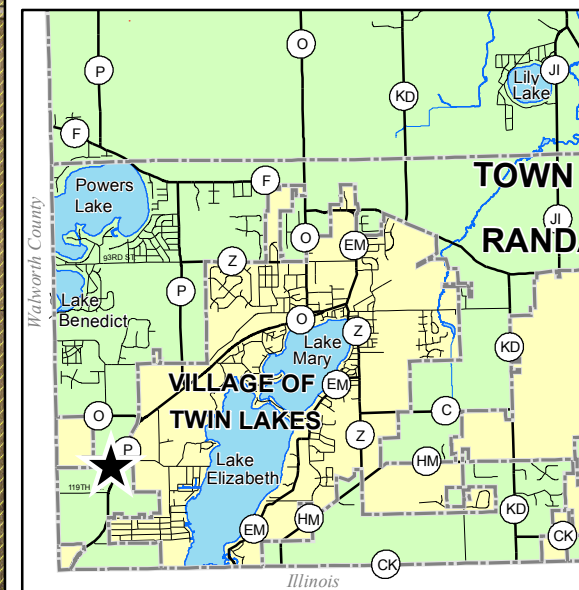 O
P
JI
Lily
Lake
KD
F
TOWN
F
Powers
Lake
JI
O
EM
RANDA
93RD ST
Z
Walworth County
P
Lake
Benedict
O
Z
Lake
Mary
KD
VILLAGE OF
EM
TWIN LAKES
O
C
P
Z
Lake
Elizabeth
HM
119TH
KD
HM
EM
CK
CK
Illinois